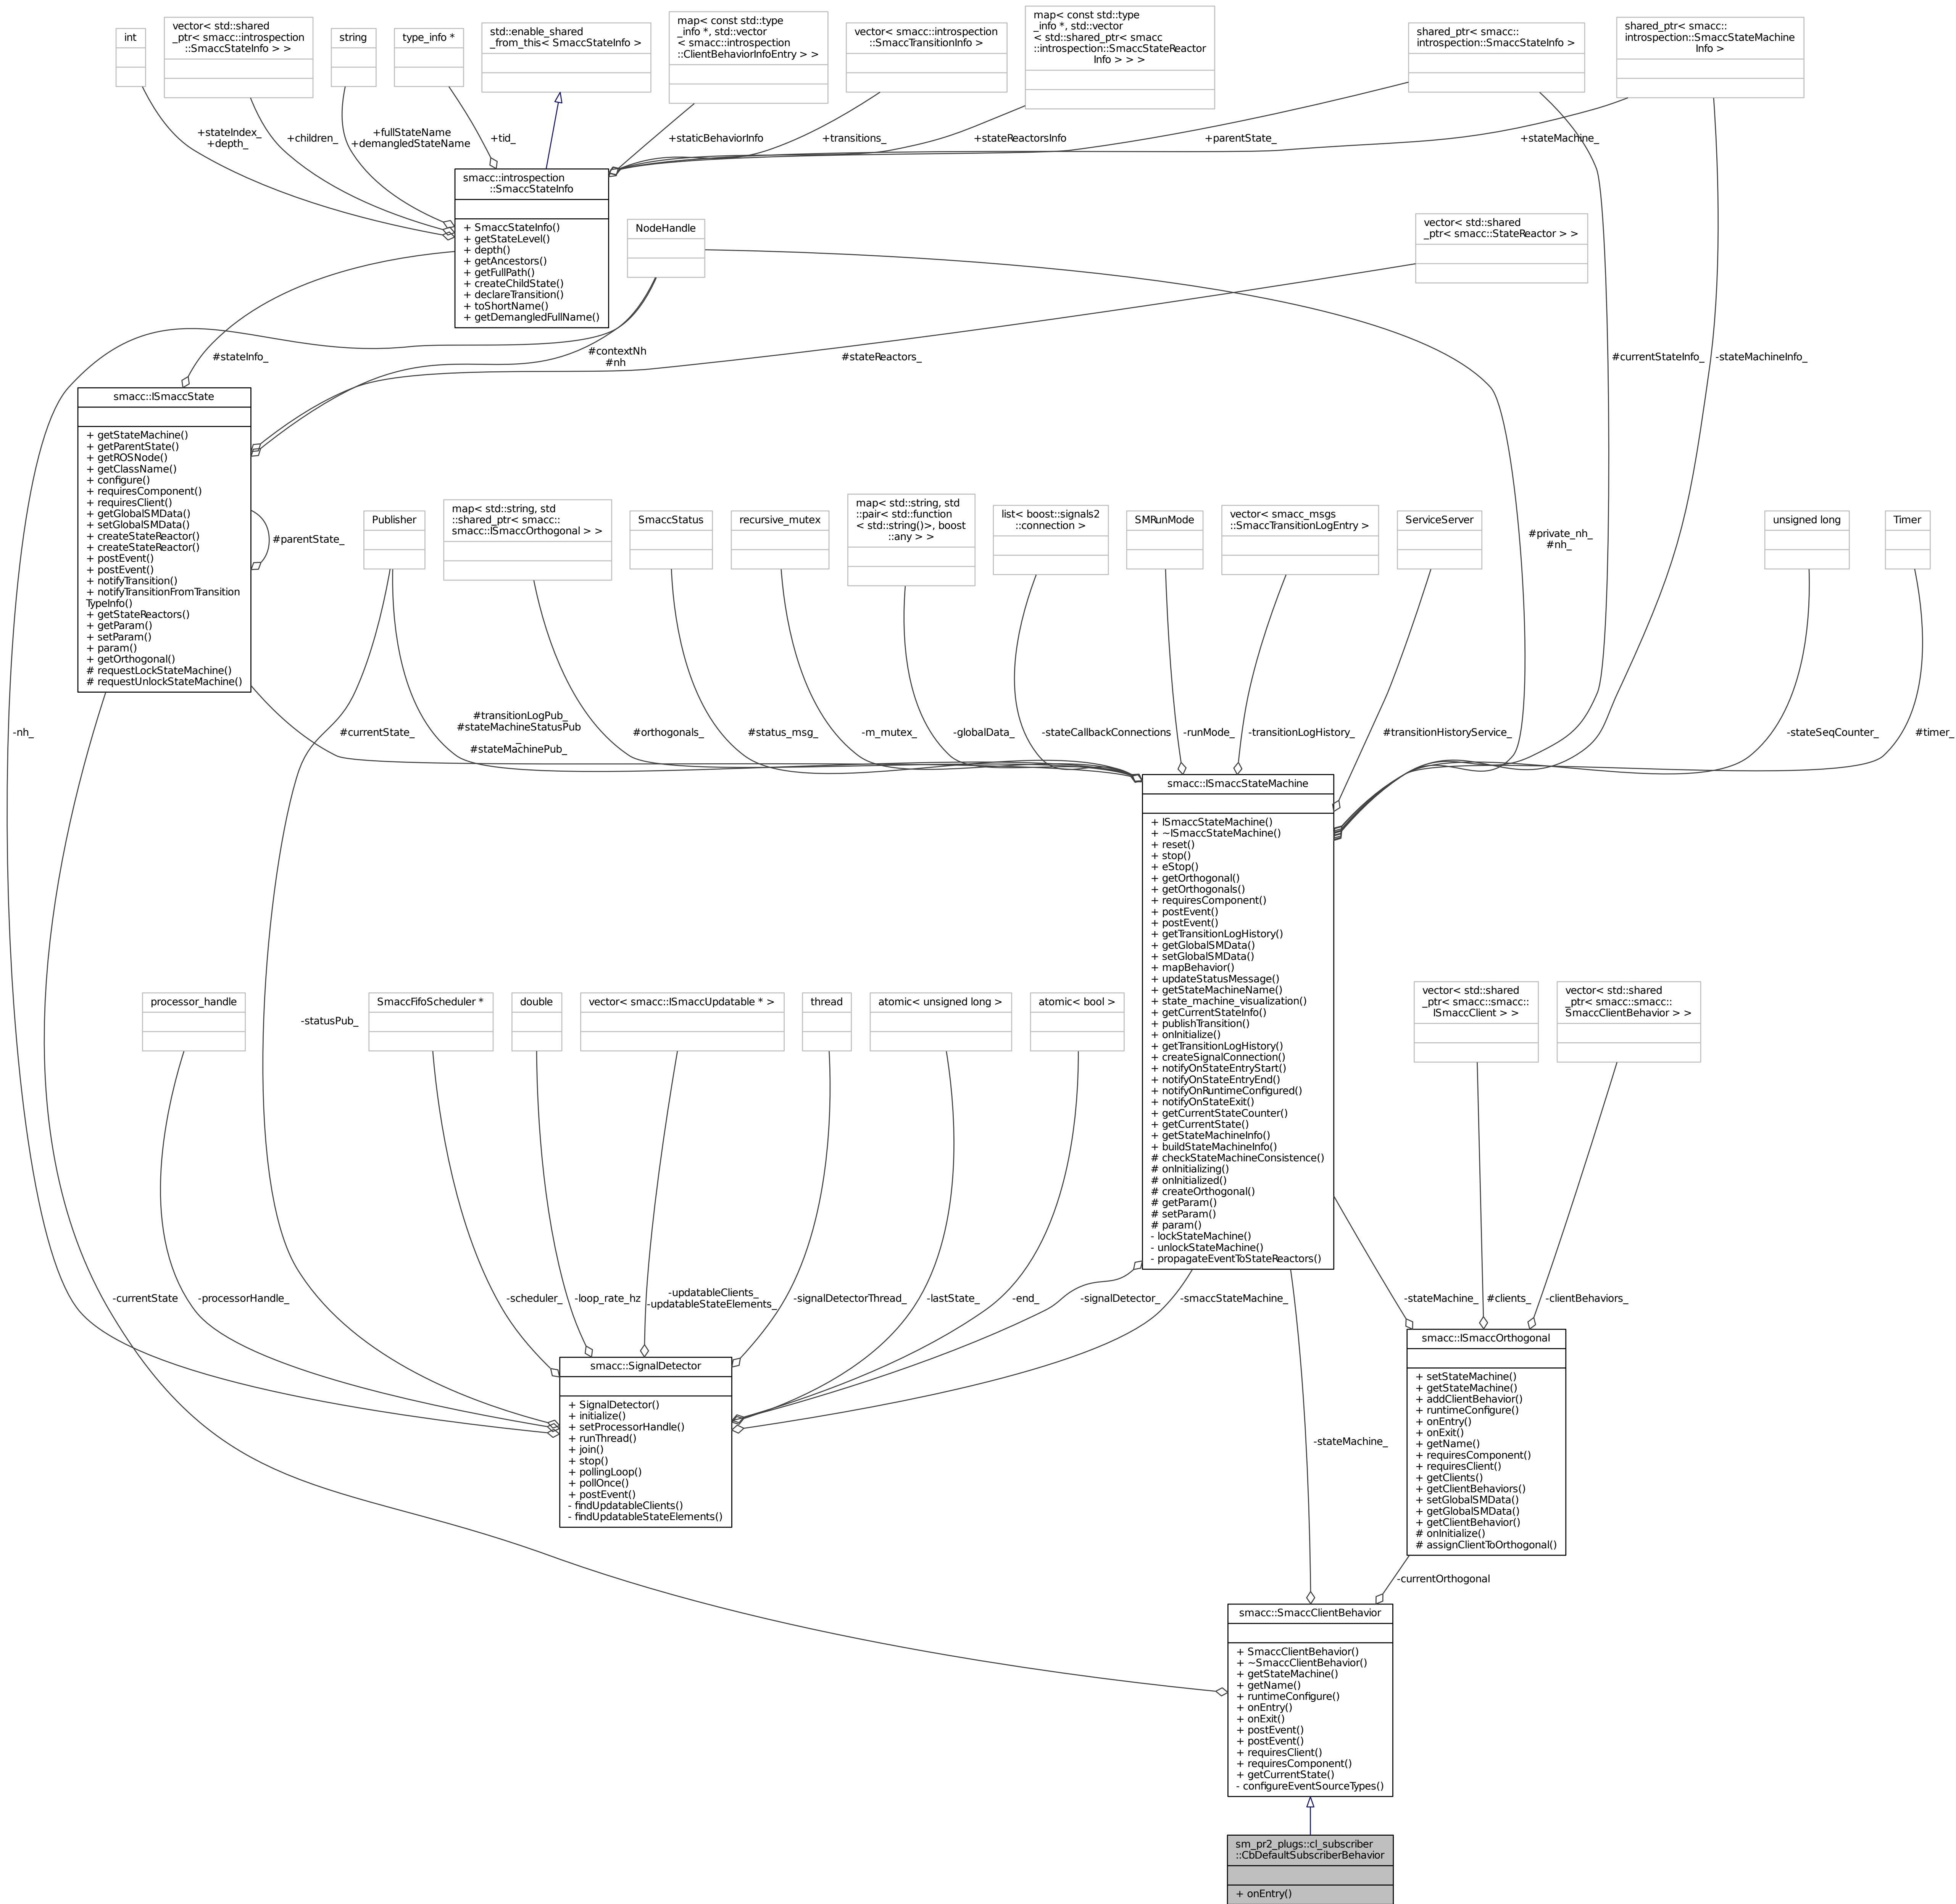 int
vector< std::shared
_ptr< smacc::introspection
::SmaccStateInfo > >
string
type_info *
std::enable_shared
_from_this< SmaccStateInfo >
map< const std::type
_info *, std::vector
< smacc::introspection
::ClientBehaviorInfoEntry > >
vector< smacc::introspection
::SmaccTransitionInfo >
map< const std::type
_info *, std::vector
< std::shared_ptr< smacc
::introspection::SmaccStateReactor
Info > > >
shared_ptr< smacc::
introspection::SmaccStateInfo >
shared_ptr< smacc::
introspection::SmaccStateMachine
Info >
+stateIndex_
+depth_
+children_
+fullStateName
+demangledStateName
+tid_
+staticBehaviorInfo
+transitions_
+stateReactorsInfo
+parentState_
+stateMachine_
smacc::introspection
::SmaccStateInfo
+ SmaccStateInfo()
+ getStateLevel()
+ depth()
+ getAncestors()
+ getFullPath()
+ createChildState()
+ declareTransition()
+ toShortName()
+ getDemangledFullName()
NodeHandle
vector< std::shared
_ptr< smacc::StateReactor > >
#stateInfo_
#contextNh
#nh
#stateReactors_
#currentStateInfo_
-stateMachineInfo_
smacc::ISmaccState
+ getStateMachine()
+ getParentState()
+ getROSNode()
+ getClassName()
+ configure()
+ requiresComponent()
+ requiresClient()
+ getGlobalSMData()
+ setGlobalSMData()
+ createStateReactor()
+ createStateReactor()
+ postEvent()
+ postEvent()
+ notifyTransition()
+ notifyTransitionFromTransition
TypeInfo()
+ getStateReactors()
+ getParam()
+ setParam()
+ param()
+ getOrthogonal()
# requestLockStateMachine()
# requestUnlockStateMachine()
#parentState_
Publisher
map< std::string, std
::shared_ptr< smacc::
smacc::ISmaccOrthogonal > >
SmaccStatus
recursive_mutex
map< std::string, std
::pair< std::function
< std::string()>, boost
::any > >
list< boost::signals2
::connection >
SMRunMode
vector< smacc_msgs
::SmaccTransitionLogEntry >
ServiceServer
#private_nh_
#nh_
unsigned long
Timer
-nh_
#currentState_
#transitionLogPub_
#stateMachineStatusPub
_
#stateMachinePub_
#orthogonals_
#status_msg_
-m_mutex_
-globalData_
-stateCallbackConnections
-runMode_
-transitionLogHistory_
#transitionHistoryService_
-stateSeqCounter_
#timer_
smacc::ISmaccStateMachine
+ ISmaccStateMachine()
+ ~ISmaccStateMachine()
+ reset()
+ stop()
+ eStop()
+ getOrthogonal()
+ getOrthogonals()
+ requiresComponent()
+ postEvent()
+ postEvent()
+ getTransitionLogHistory()
+ getGlobalSMData()
+ setGlobalSMData()
+ mapBehavior()
+ updateStatusMessage()
+ getStateMachineName()
+ state_machine_visualization()
+ getCurrentStateInfo()
+ publishTransition()
+ onInitialize()
+ getTransitionLogHistory()
+ createSignalConnection()
+ notifyOnStateEntryStart()
+ notifyOnStateEntryEnd()
+ notifyOnRuntimeConfigured()
+ notifyOnStateExit()
+ getCurrentStateCounter()
+ getCurrentState()
+ getStateMachineInfo()
+ buildStateMachineInfo()
# checkStateMachineConsistence()
# onInitializing()
# onInitialized()
# createOrthogonal()
# getParam()
# setParam()
# param()
- lockStateMachine()
- unlockStateMachine()
- propagateEventToStateReactors()
processor_handle
-statusPub_
SmaccFifoScheduler *
double
vector< smacc::ISmaccUpdatable * >
thread
atomic< unsigned long >
atomic< bool >
vector< std::shared
_ptr< smacc::smacc::
ISmaccClient > >
vector< std::shared
_ptr< smacc::smacc::
SmaccClientBehavior > >
-currentState
-processorHandle_
-scheduler_
-loop_rate_hz
-updatableClients_
-updatableStateElements_
-signalDetectorThread_
-lastState_
-end_
-signalDetector_
-smaccStateMachine_
-stateMachine_
#clients_
-clientBehaviors_
smacc::SignalDetector
+ SignalDetector()
+ initialize()
+ setProcessorHandle()
+ runThread()
+ join()
+ stop()
+ pollingLoop()
+ pollOnce()
+ postEvent()
- findUpdatableClients()
- findUpdatableStateElements()
smacc::ISmaccOrthogonal
+ setStateMachine()
+ getStateMachine()
+ addClientBehavior()
+ runtimeConfigure()
+ onEntry()
+ onExit()
+ getName()
+ requiresComponent()
+ requiresClient()
+ getClients()
+ getClientBehaviors()
+ setGlobalSMData()
+ getGlobalSMData()
+ getClientBehavior()
# onInitialize()
# assignClientToOrthogonal()
-stateMachine_
-currentOrthogonal
smacc::SmaccClientBehavior
+ SmaccClientBehavior()
+ ~SmaccClientBehavior()
+ getStateMachine()
+ getName()
+ runtimeConfigure()
+ onEntry()
+ onExit()
+ postEvent()
+ postEvent()
+ requiresClient()
+ requiresComponent()
+ getCurrentState()
- configureEventSourceTypes()
sm_pr2_plugs::cl_subscriber
::CbDefaultSubscriberBehavior
+ onEntry()